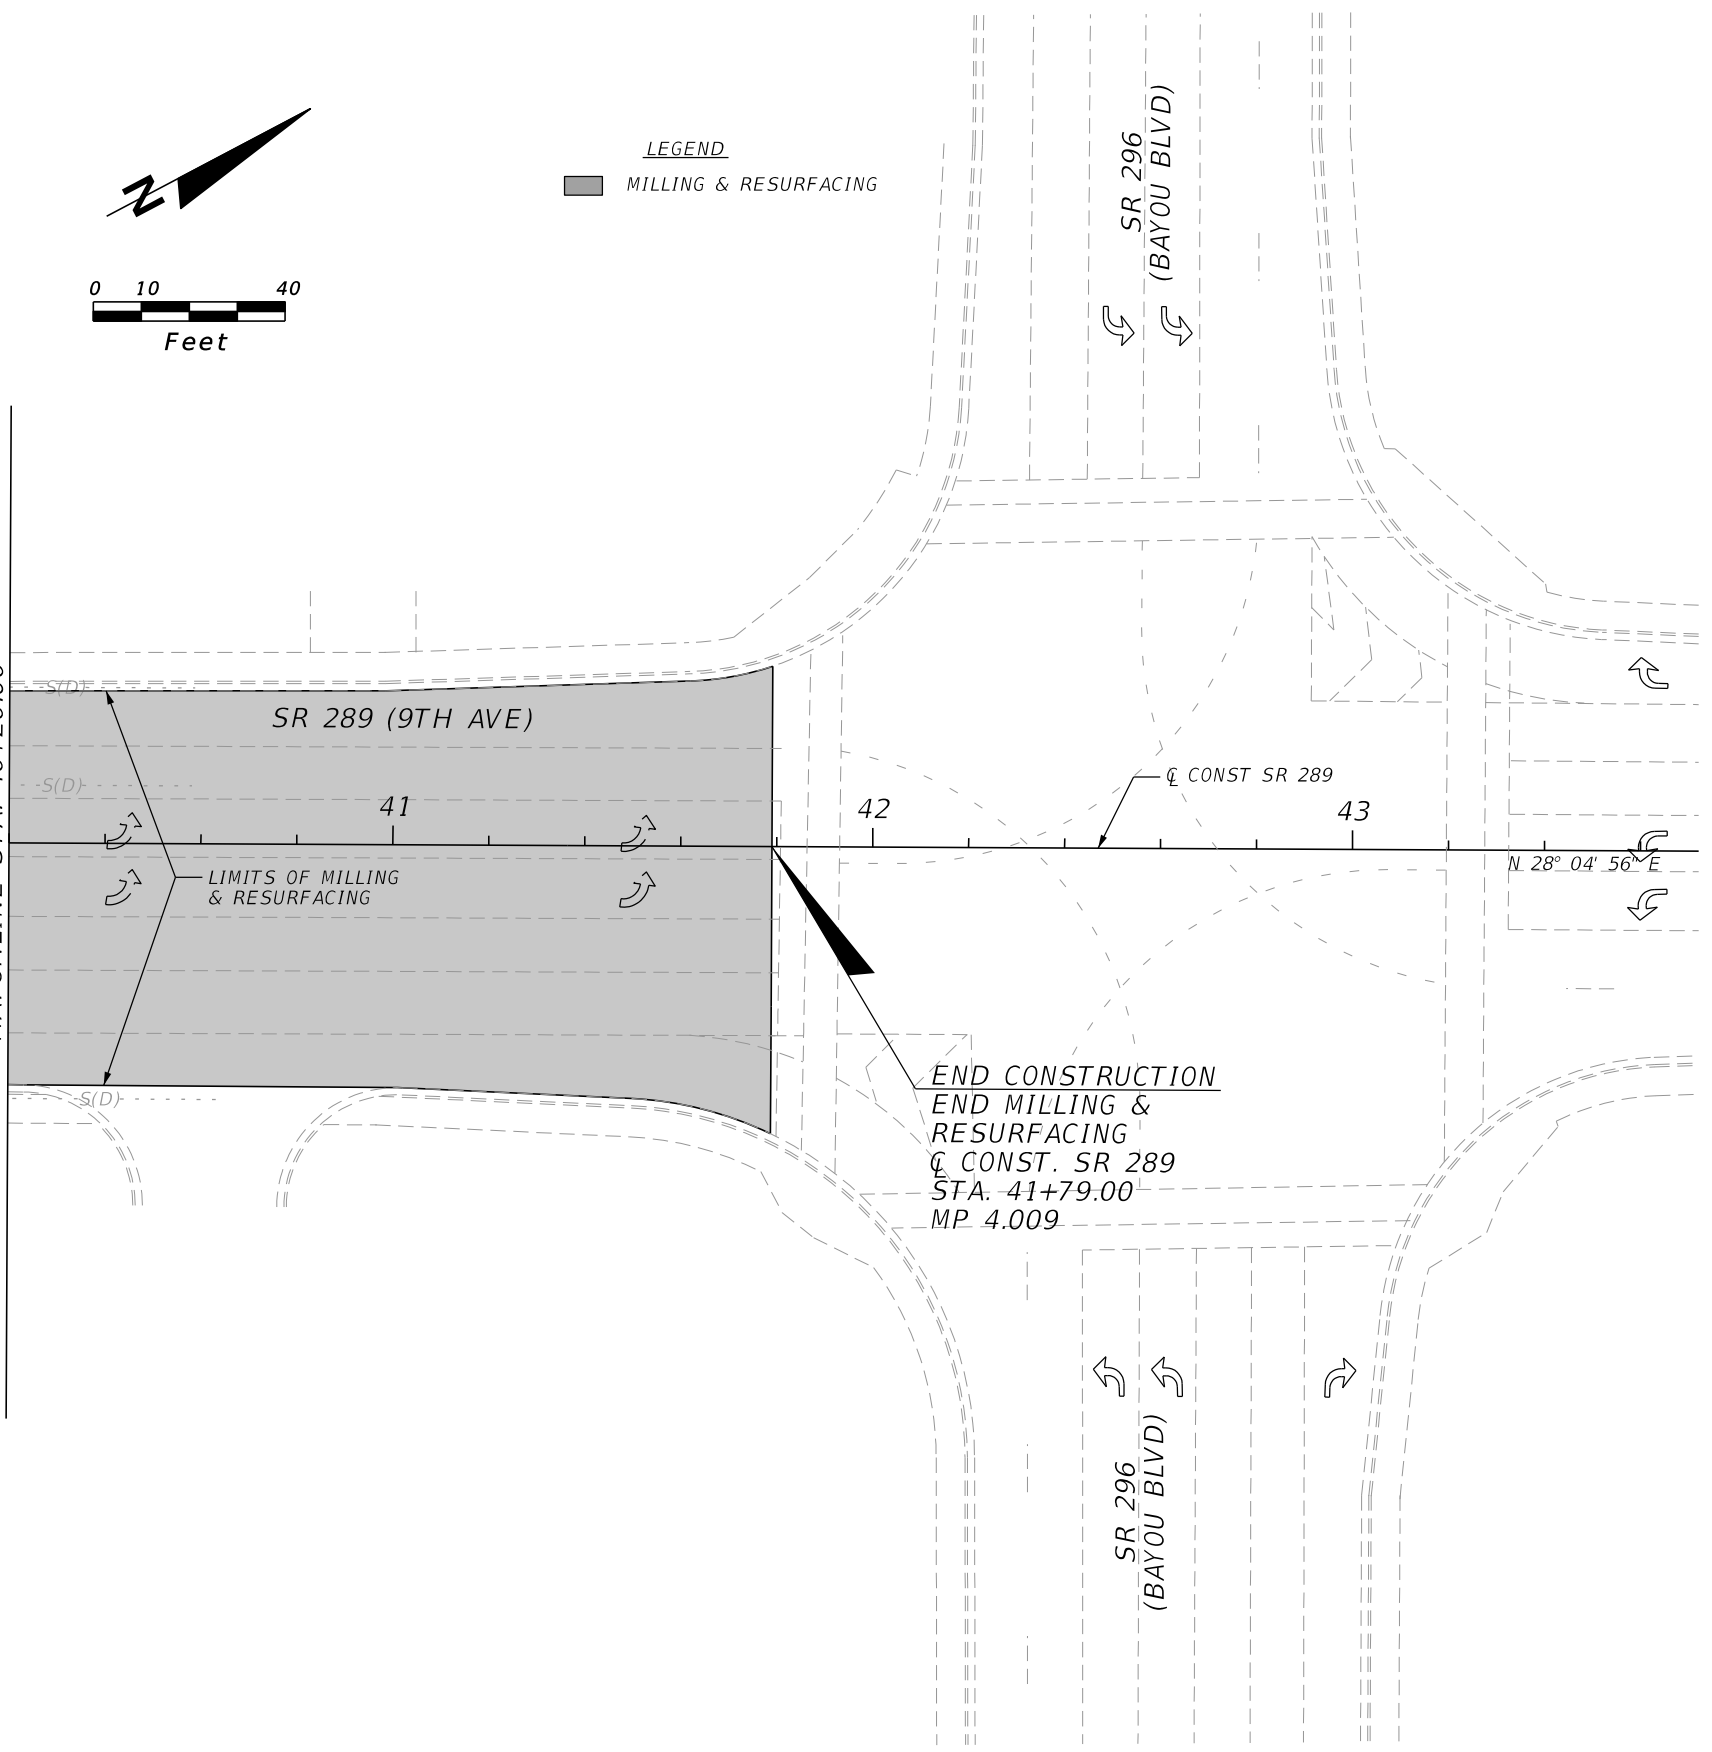 LEGEND
MILLING & RESURFACING
N
0 10 40
Feet
SR 296
(BAYOU BLVD)
S(D)
SR 289 (9TH AVE)
S(D)
41
42
43
℄ CONST SR 289
N 28° 04' 56" E
LIMITS OF MILLING
& RESURFACING
S(D)
END CONSTRUCTION
END MILLING &
RESURFACING
℄ CONST. SR 289
STA. 41+79.00
MP 4.009
SR 296
(BAYOU BLVD)